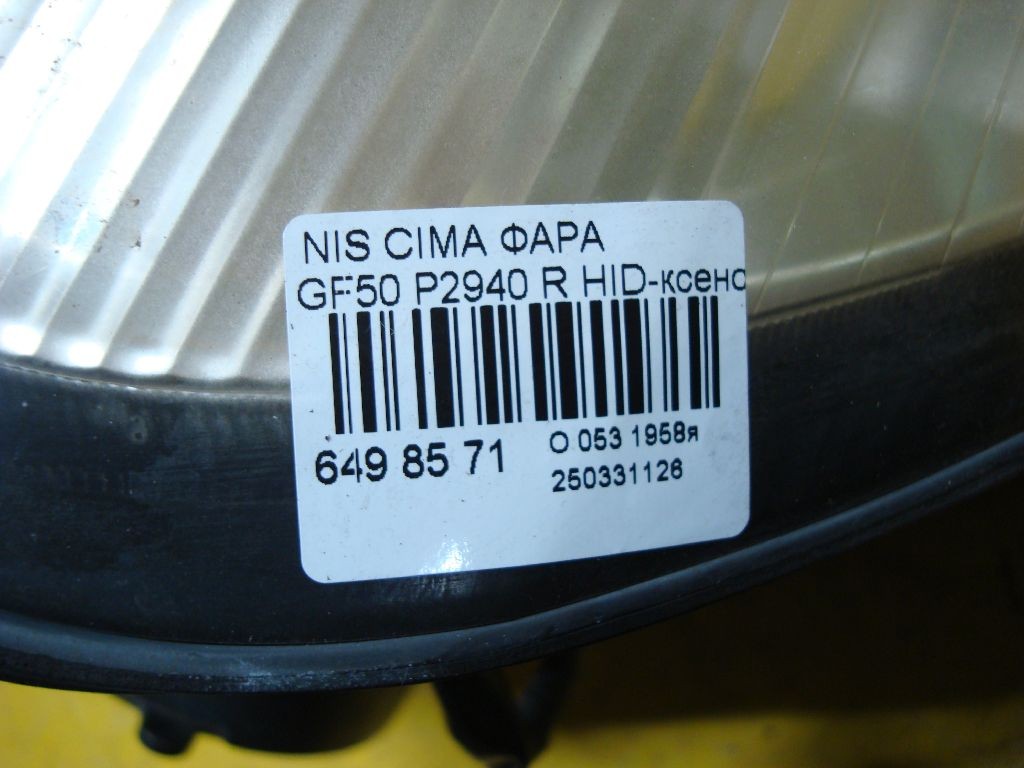 NIS CIMA ФАРА
GF50 P2940 R HID-ксено
649 85 71
О 053 1958я
250331126